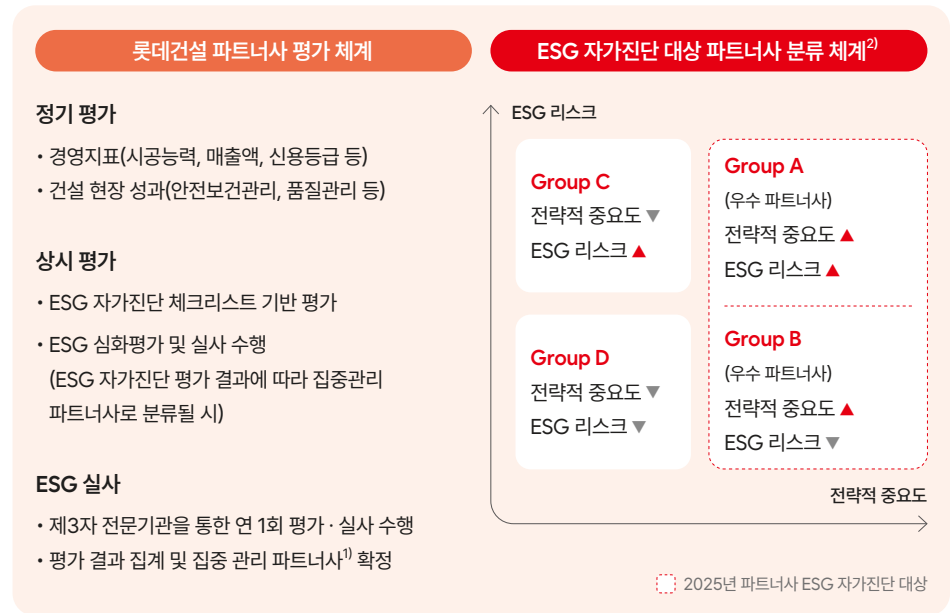 롯데건설 파트너사 평가 체계
정기 평가
• 경영지표(시공능력, 매출액, 신용등급 등)
• 건설 현장 성과(안전보건관리, 품질관리 등)
상시 평가
• ESG 자가진단 체크리스트 기반 평가
• ESG 심화평가 및 실사 수행
(ESG 자가진단 평가 결과에 따라 집중관리
파트너사로 분류될 시)
ESG 실사
• 제3자 전문기관을 통한 연 1회 평가 · 실사 수행
• 평가 결과 집계 및 집중 관리 파트너사1) 확정
ESG 자가진단 대상 파트너사 분류 체계2)
ESG 리스크
Group C
전략적 중요도 ▼
ESG 리스크 ▲
Group A
(우수 파트너사)
전략적 중요도 ▲
ESG 리스크 ▲
Group D
전략적 중요도 ▼
ESG 리스크 ▼
Group B
(우수 파트너사)
전략적 중요도 ▲
ESG 리스크 ▼
전략적 중요도
2025년 파트너사 ESG 자가진단 대상